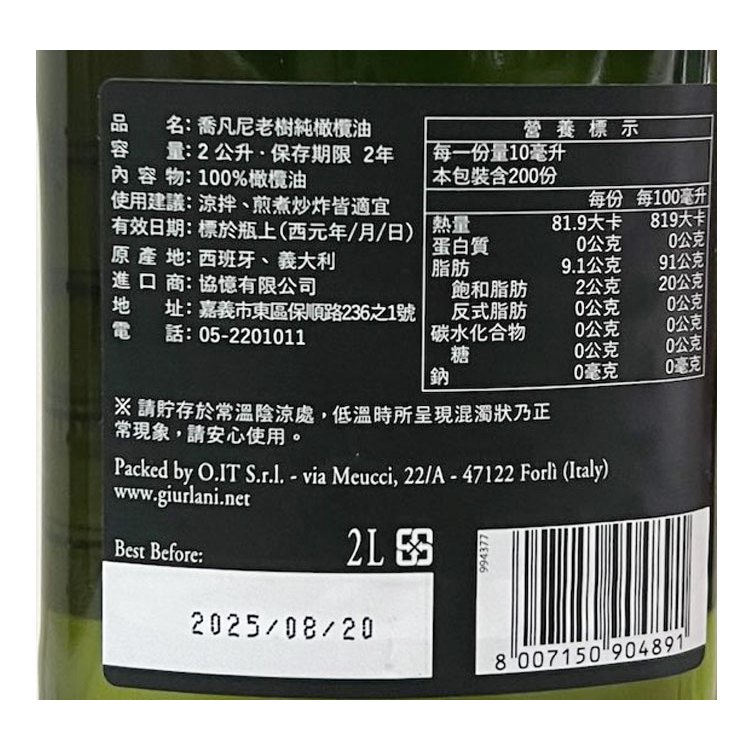 品　　名：喬凡尼老樹純橄欖油
容　　量：2 公升・保存期限 2年
內 容 物：100%橄欖油
使用建議：涼拌、煎煮炒炸皆適宜
有效日期：標於瓶上(西元年/月/日)
原 產 地：西班牙、義大利
進 口 商：協憶有限公司
地　　址：嘉義市東區保順路236之1號
電　　話：05-2201011
營養標示
每一份量10毫升
本包裝含200份
每份 每100毫升
熱量 81.9大卡 819大卡
蛋白質 0公克 0公克
脂肪 9.1公克 91公克
飽和脂肪 2公克 20公克
反式脂肪 0公克 0公克
碳水化合物 0公克 0公克
糖 0公克 0公克
鈉 0毫克 0毫克
※ 請貯存於常溫陰涼處，低溫時所呈現混濁狀乃正
常現象，請安心使用。
Packed by O.IT S.r.l. - via Meucci, 22/A - 47122 Forlì (Italy)
www.giurlani.net
Best Before:
2L
2025/08/20
994377
8 007150 904891